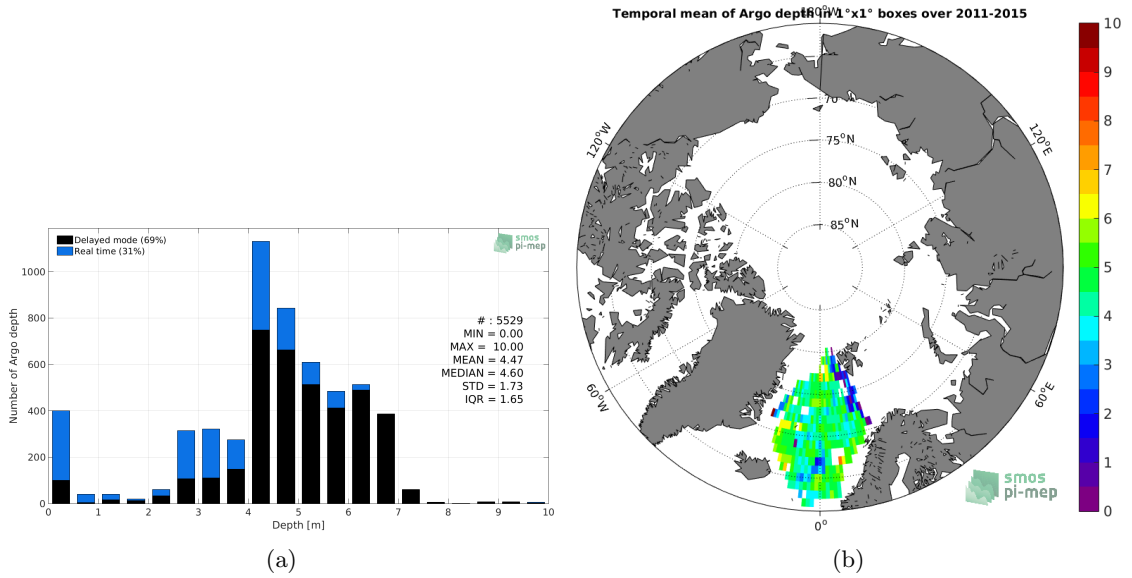 Delayed mode (69%)
Real time (31%)
smos
pi-mep
# : 5529
MIN = 0.00
MAX = 10.00
MEAN = 4.47
MEDIAN = 4.60
STD = 1.73
IQR = 1.65
Number of Argo depth
1000
800
600
400
200
0
0 1 2 3 4 5 6 7 8 9 10
Depth [m]
(a)
Temporal mean of Argo depth in 1°x1° boxes over 2011-2015
180°W
120°W
120°E
60°W
60°E
0°
70
75°N
80°N
85°N
smos
pi-mep
10
9
8
7
6
5
4
3
2
1
0
(b)